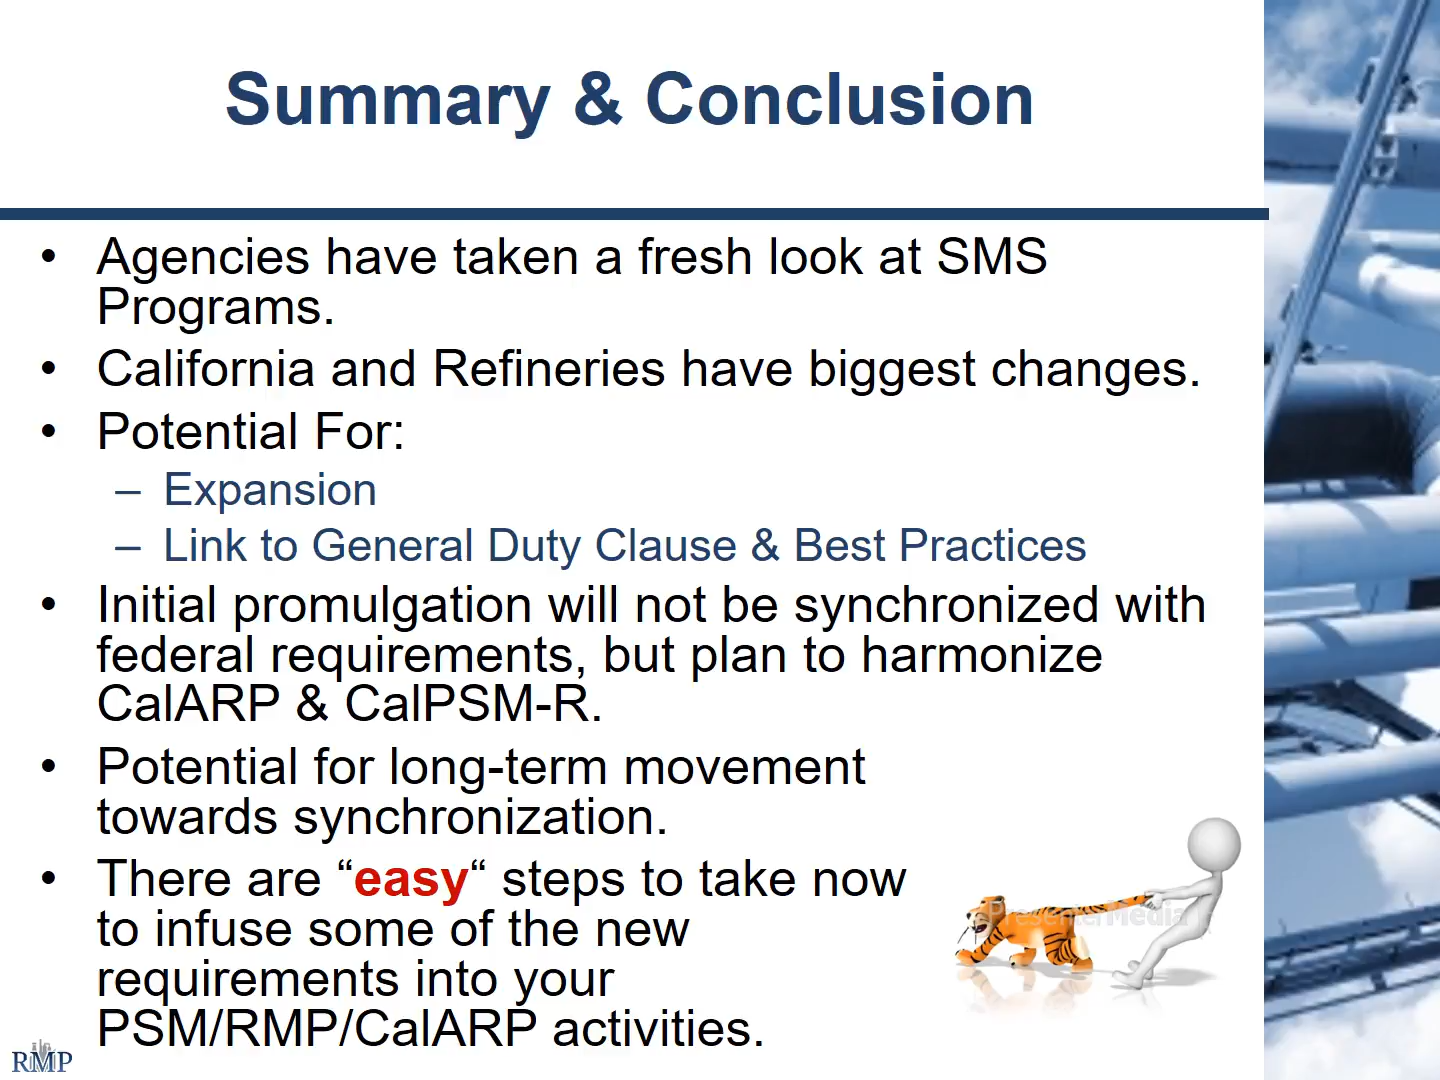 Summary & Conclusion
• Agencies have taken a fresh look at SMS
Programs.
• California and Refineries have biggest changes.
• Potential For:
– Expansion
– Link to General Duty Clause & Best Practices
• Initial promulgation will not be synchronized with
federal requirements, but plan to harmonize
CalARP & CalPSM-R.
• Potential for long-term movement
towards synchronization.
• There are “easy“ steps to take now
to infuse some of the new
requirements into your
PSM/RMP/CalARP activities.
PresenterMedia
RMP